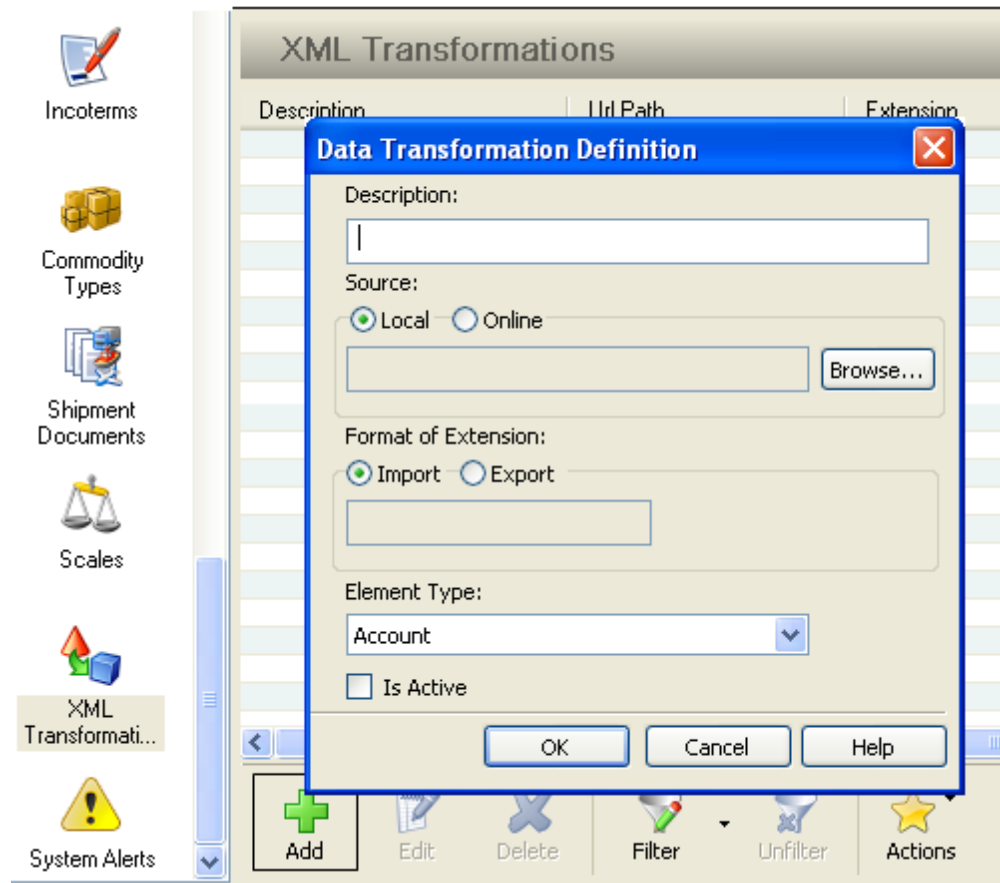 Incoterms
Commodity
Types
Shipment
Documents
Scales
XML
Transformati...
System Alerts
XML Transformations
Description Url Path Extension
Data Transformation Definition
Description:
Source:
Local Online
Browse...
Format of Extension:
Import Export
Element Type:
Account
Is Active
OK Cancel Help
Add Edit Delete Filter Unfilter Actions